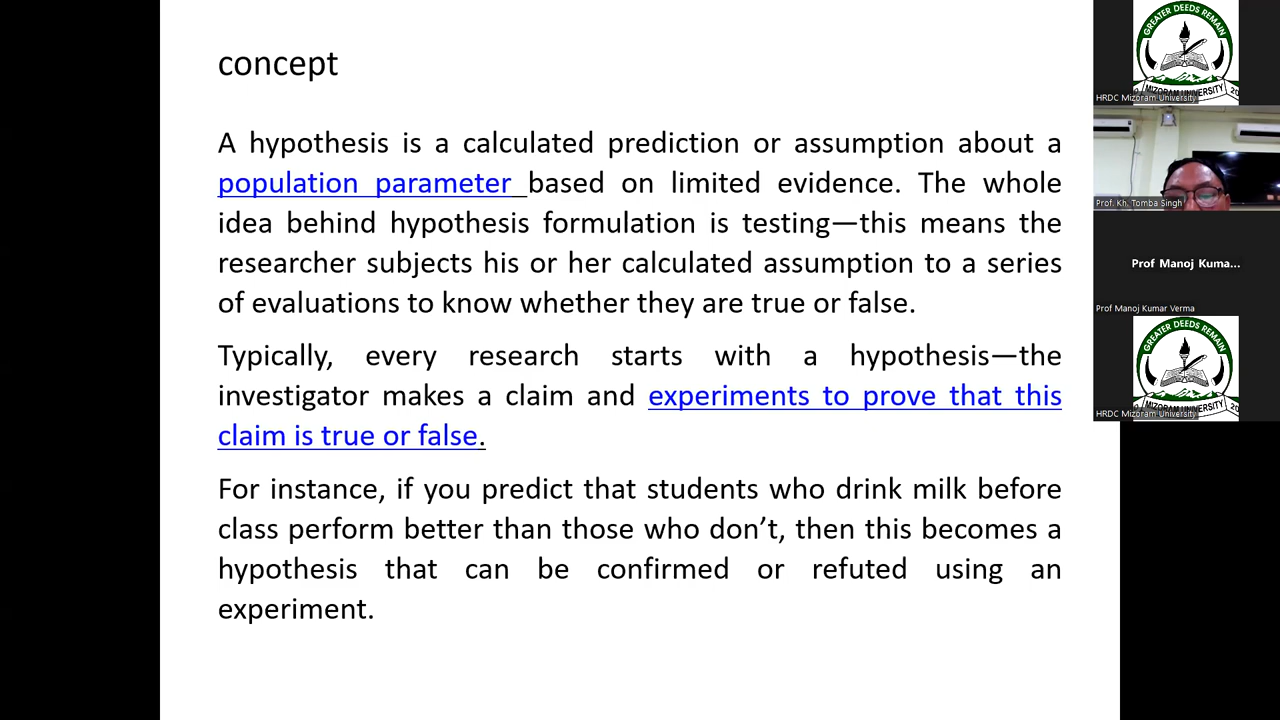 concept
A hypothesis is a calculated prediction or assumption about a
population parameter based on limited evidence. The whole
idea behind hypothesis formulation is testing—this means the
researcher subjects his or her calculated assumption to a series
of evaluations to know whether they are true or false.
Typically, every research starts with a hypothesis—the
investigator makes a claim and experiments to prove that this
claim is true or false.
For instance, if you predict that students who drink milk before
class perform better than those who don’t, then this becomes a
hypothesis that can be confirmed or refuted using an
experiment.
GREATER DEEDS REMAIN
MIZORAM UNIVERSITY
HRDC Mizoram University
Prof. Kh. Tomba Singh
Prof Manoj Kuma...
Prof Manoj Kumar Verma
GREATER DEEDS REMAIN
MIZORAM UNIVERSITY
HRDC Mizoram University